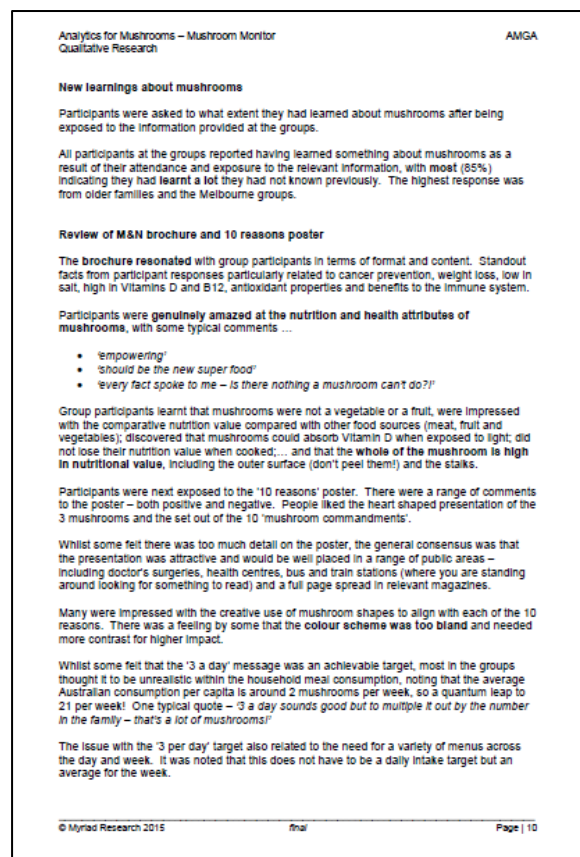 Analytics for Mushrooms – Mushroom Monitor AMGA
Qualitative Research
New learnings about mushrooms
Participants were asked to what extent they had learned about mushrooms after being
exposed to the information provided at the groups.
All participants at the groups reported having learned something about mushrooms as a
result of their attendance and exposure to the relevant information, with most (85%)
indicating they had learnt a lot they had not known previously. The highest response was
from older families and the Melbourne groups.
Review of M&N brochure and 10 reasons poster
The brochure resonated with group participants in terms of format and content. Standout
facts from participant responses particularly related to cancer prevention, weight loss, low in
salt, high in Vitamins D and B12, antioxidant properties and benefits to the immune system.
Participants were genuinely amazed at the nutrition and health attributes of
mushrooms, with some typical comments …
• ‘empowering’
• ‘should be the new super food’
• ‘every fact spoke to me – is there nothing a mushroom can’t do?!’
Group participants learnt that mushrooms were not a vegetable or a fruit, were impressed
with the comparative nutrition value compared with other food sources (meat, fruit and
vegetables); discovered that mushrooms could absorb Vitamin D when exposed to light; did
not lose their nutrition value when cooked;… and that the whole of the mushroom is high
in nutritional value, including the outer surface (don’t peel them!) and the stalks.
Participants were next exposed to the ‘10 reasons’ poster. There were a range of comments
to the poster – both positive and negative. People liked the heart shaped presentation of the
3 mushrooms and the set out of the 10 ‘mushroom commandments’.
Whilst some felt there was too much detail on the poster, the general consensus was that
the presentation was attractive and would be well placed in a range of public areas –
including doctor’s surgeries, health centres, bus and train stations (where you are standing
around looking for something to read) and a full page spread in relevant magazines.
Many were impressed with the creative use of mushroom shapes to align with each of the 10
reasons. There was a feeling by some that the colour scheme was too bland and needed
more contrast for higher impact.
Whilst some felt that the ‘3 a day’ message was an achievable target, most in the groups
thought it to be unrealistic within the household meal consumption, noting that the average
Australian consumption per capita is around 2 mushrooms per week, so a quantum leap to
21 per week! One typical quote – ‘3 a day sounds good but to multiple it out by the number
in the family – that’s a lot of mushrooms!’
The issue with the ‘3 per day’ target also related to the need for a variety of menus across
the day and week. It was noted that this does not have to be a daily intake target but an
average for the week.
© Myriad Research 2015 final Page | 10